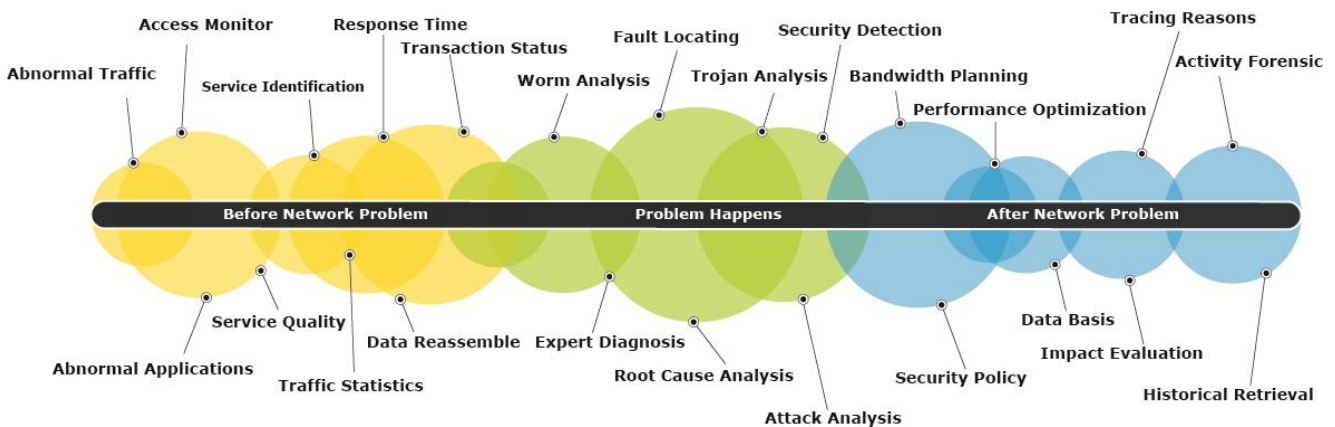 Access Monitor
Abnormal Traffic
Service Identification
Response Time
Transaction Status
Worm Analysis
Fault Locating
Trojan Analysis
Security Detection
Bandwidth Planning
Performance Optimization
Tracing Reasons
Activity Forensic
Before Network Problem
Problem Happens
After Network Problem
Abnormal Applications
Service Quality
Traffic Statistics
Data Reassemble
Expert Diagnosis
Root Cause Analysis
Attack Analysis
Security Policy
Data Basis
Impact Evaluation
Historical Retrieval